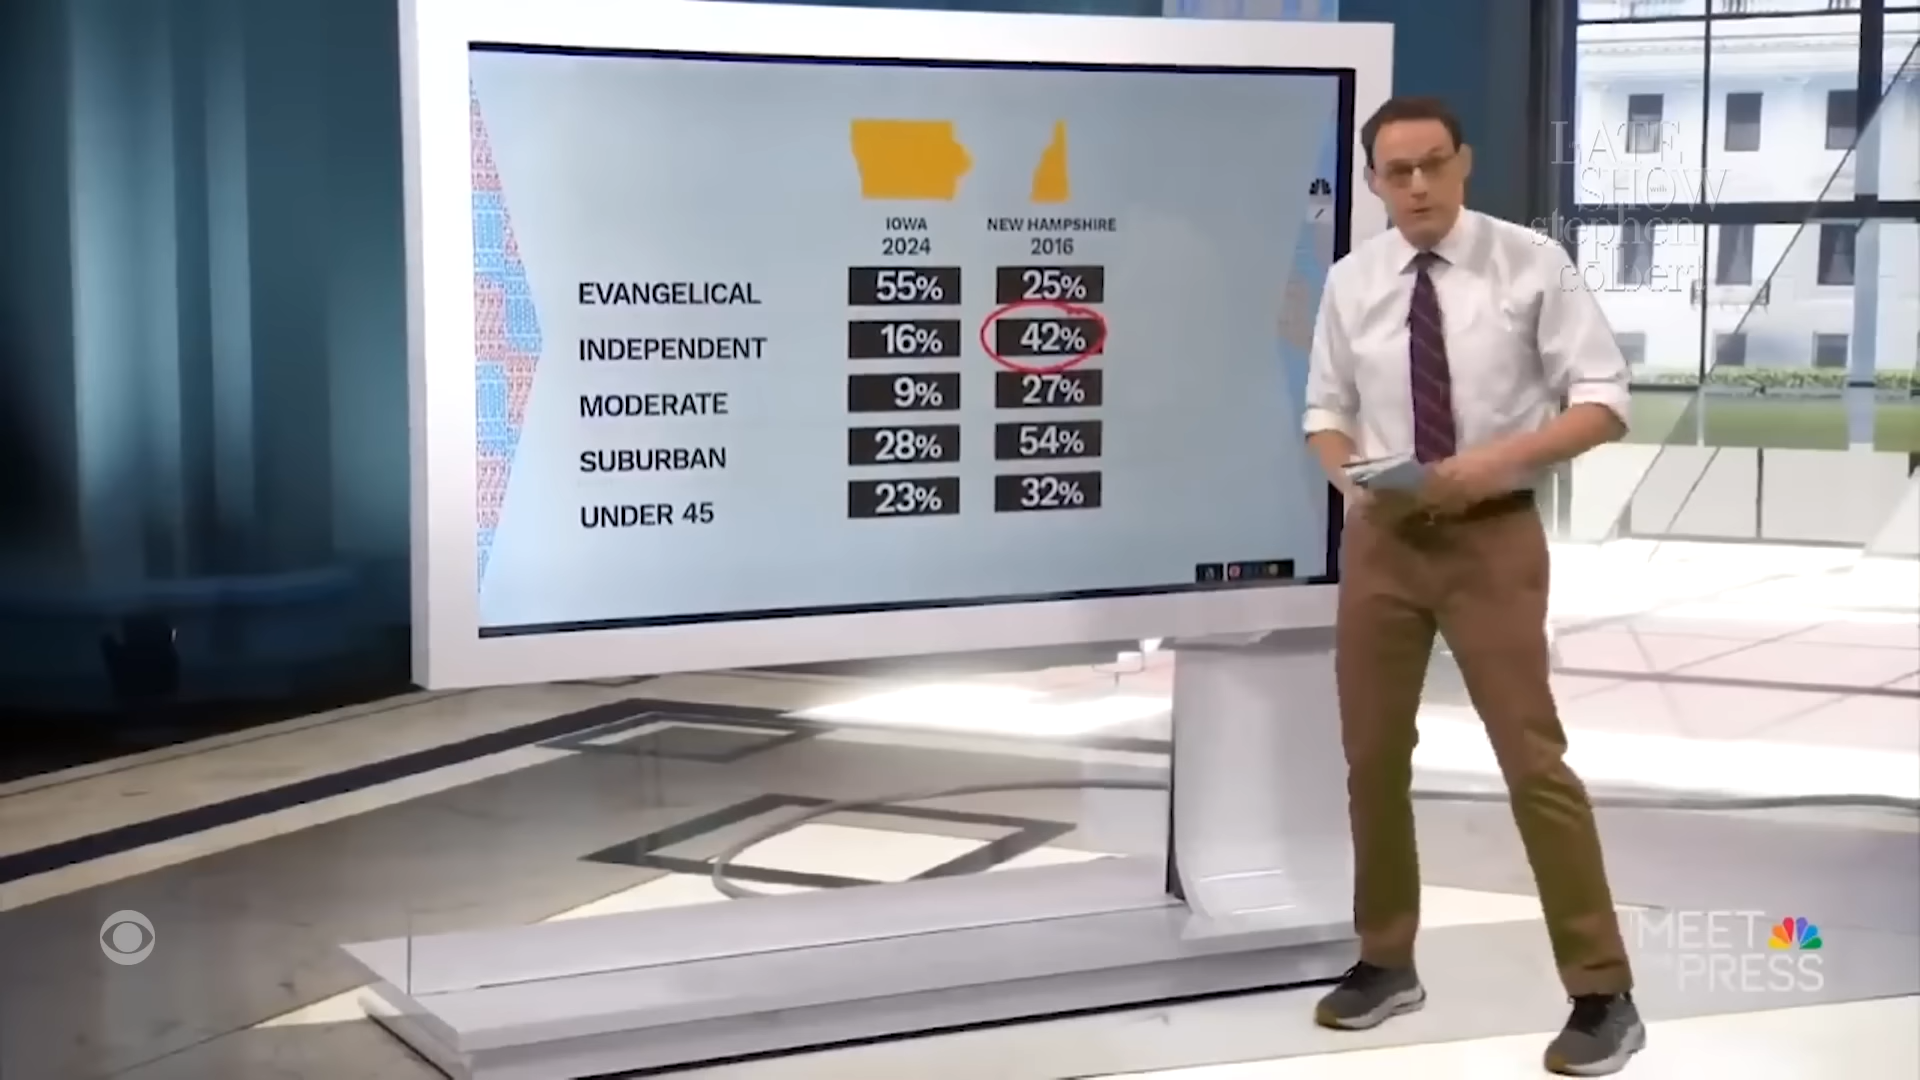 IOWA
2024
NEW HAMPSHIRE
2016
EVANGELICAL 55% 25%
INDEPENDENT 16% 42%
MODERATE 9% 27%
SUBURBAN 28% 54%
UNDER 45 23% 32%
LATE
SHOW with
stephen
colbert
MEET
PRESS